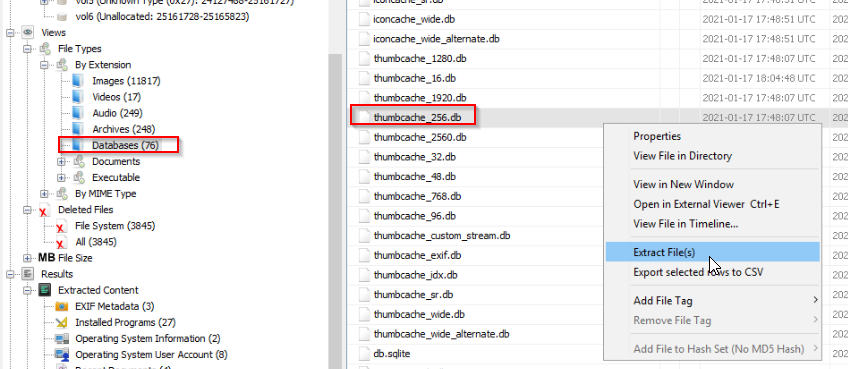 vol5 (Unknown Type (0x27): 24127488-25161727)
vol6 (Unallocated: 25161728-25165823)
Views
File Types
By Extension
Images (11817)
Videos (17)
Audio (249)
Archives (248)
Databases (76)
Documents
Executable
By MIME Type
Deleted Files
File System (3845)
All (3845)
MB File Size
Results
Extracted Content
EXIF Metadata (3)
Installed Programs (27)
Operating System Information (2)
Operating System User Account (8)
iconcache_sr.db 2021-01-17 17:48:51 UTC
iconcache_wide.db 2021-01-17 17:48:51 UTC
iconcache_wide_alternate.db 2021-01-17 17:48:51 UTC
thumbcache_1280.db 2021-01-17 17:48:07 UTC
thumbcache_16.db 2021-01-17 18:04:48 UTC
thumbcache_1920.db 2021-01-17 17:48:07 UTC
thumbcache_256.db 2021-01-17 17:48:07 UTC
thumbcache_2560.db
thumbcache_32.db
thumbcache_48.db
thumbcache_768.db
thumbcache_96.db
thumbcache_custom_stream.db
thumbcache_exif.db
thumbcache_idx.db
thumbcache_sr.db
thumbcache_wide.db
thumbcache_wide_alternate.db
db.sqlite
Properties
View File in Directory
View in New Window
Open in External Viewer Ctrl+E
View File in Timeline...
Extract File(s)
Export selected rows to CSV
Add File Tag
Remove File Tag
Add File to Hash Set (No MD5 Hash)